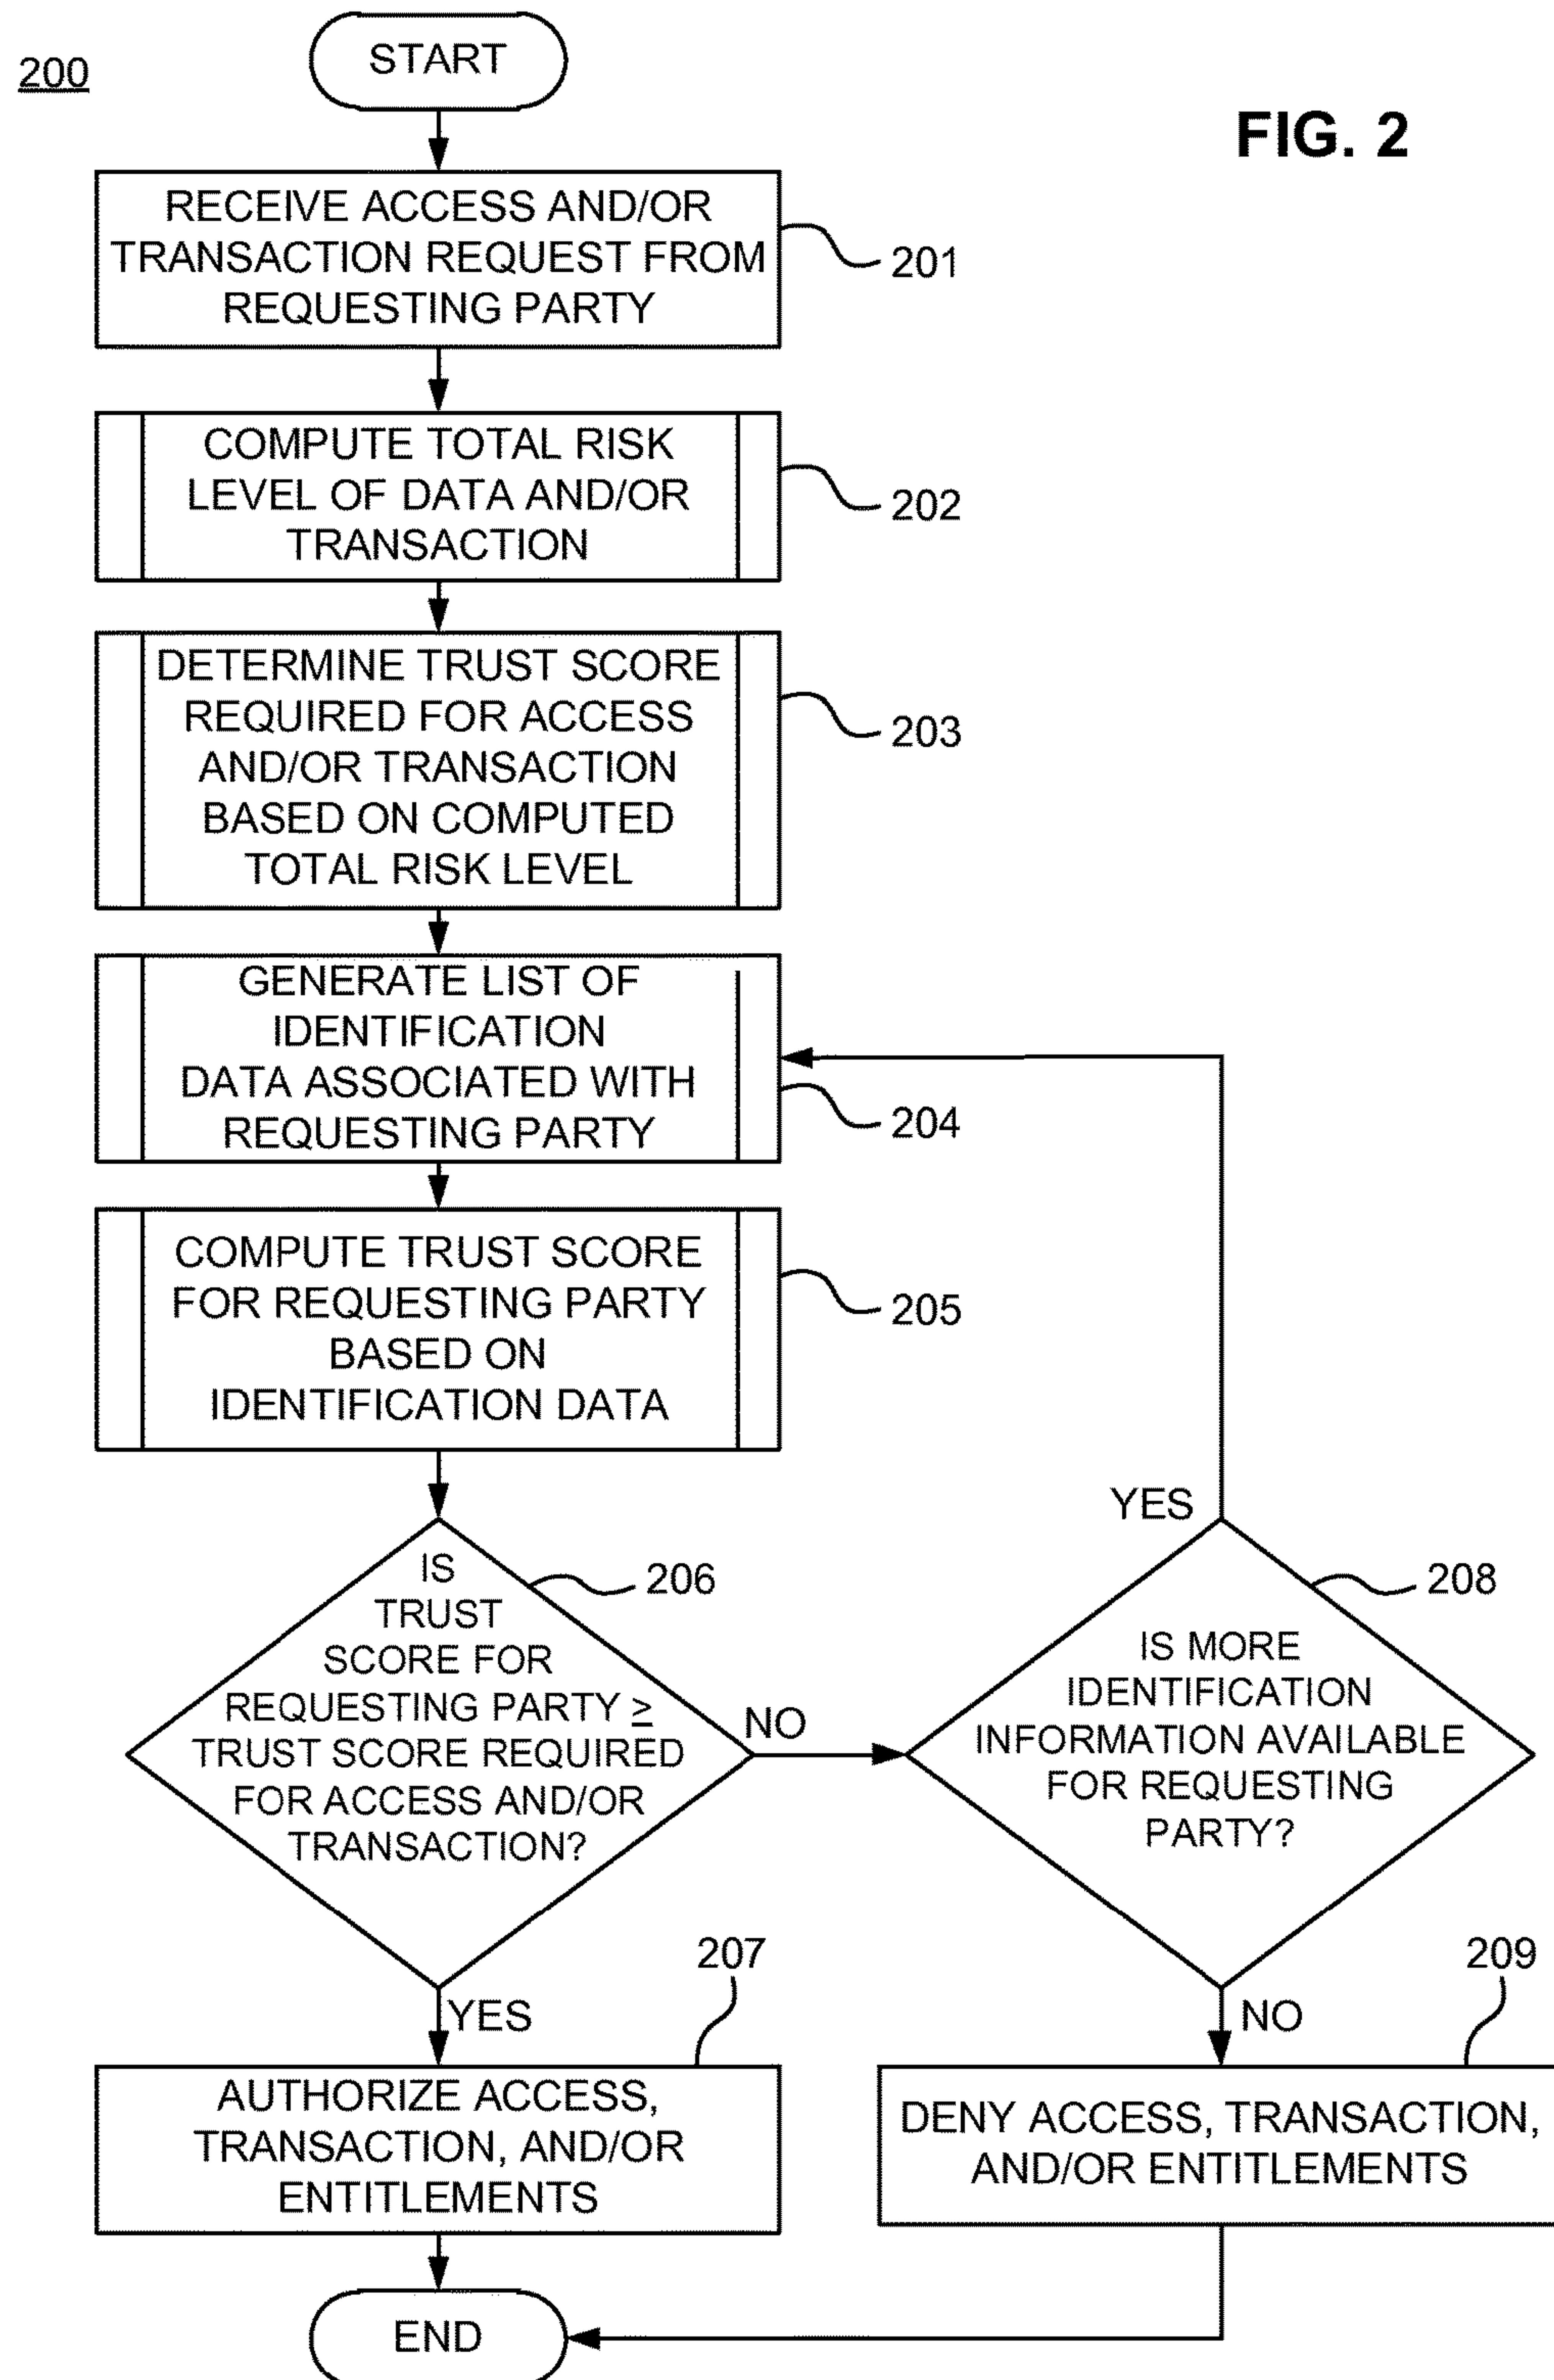 200
START
FIG. 2
RECEIVE ACCESS AND/OR
TRANSACTION REQUEST FROM
REQUESTING PARTY
201
COMPUTE TOTAL RISK
LEVEL OF DATA AND/OR
TRANSACTION
202
DETERMINE TRUST SCORE
REQUIRED FOR ACCESS
AND/OR TRANSACTION
BASED ON COMPUTED
TOTAL RISK LEVEL
203
GENERATE LIST OF
IDENTIFICATION
DATA ASSOCIATED WITH
REQUESTING PARTY
204
COMPUTE TRUST SCORE
FOR REQUESTING PARTY
BASED ON
IDENTIFICATION DATA
205
IS
TRUST
SCORE FOR
REQUESTING PARTY ≥
TRUST SCORE REQUIRED
FOR ACCESS AND/OR
TRANSACTION?
206
NO
YES
IS MORE
IDENTIFICATION
INFORMATION AVAILABLE
FOR REQUESTING
PARTY?
208
YES
207
AUTHORIZE ACCESS,
TRANSACTION, AND/OR
ENTITLEMENTS
NO
209
DENY ACCESS, TRANSACTION,
AND/OR ENTITLEMENTS
END